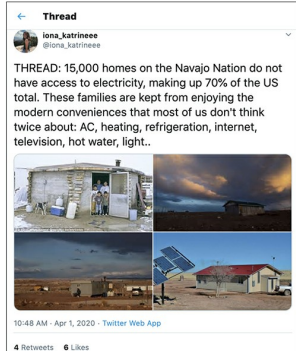 Thread
iona_katrineee
@iona_katrineee
THREAD: 15,000 homes on the Navajo Nation do not
have access to electricity, making up 70% of the US
total. These families are kept from enjoying the
modern conveniences that most of us don't think
twice about: AC, heating, refrigeration, internet,
television, hot water, light..
10:48 AM · Apr 1, 2020 · Twitter Web App
4 Retweets 6 Likes